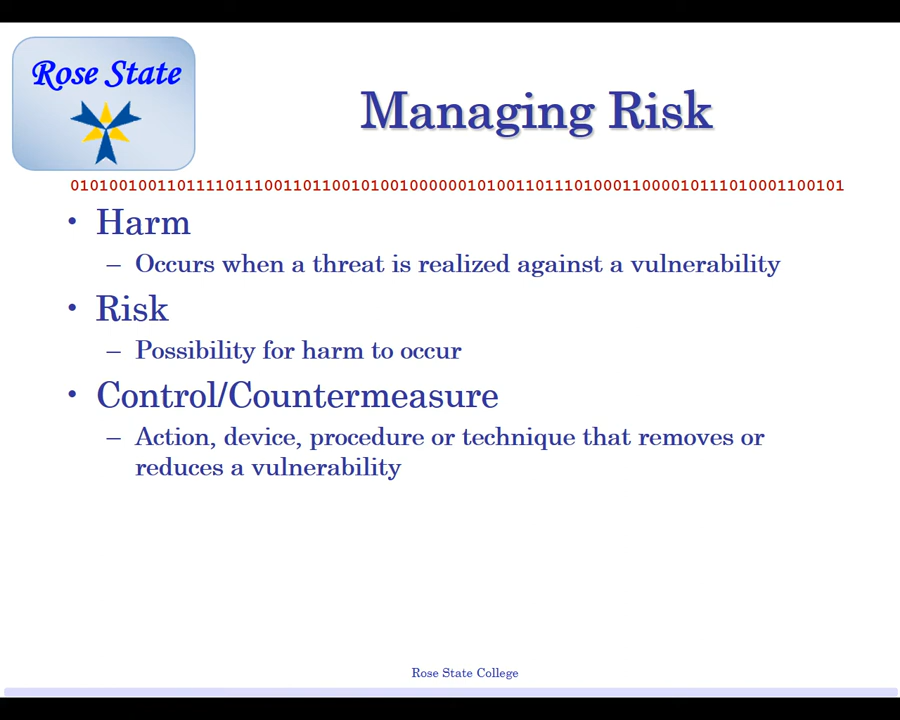 Rose State
Managing Risk
01010010011011110111001101100101001000000101001101110100011000010111010001100101
• Harm
– Occurs when a threat is realized against a vulnerability
• Risk
– Possibility for harm to occur
• Control/Countermeasure
– Action, device, procedure or technique that removes or
reduces a vulnerability
Rose State College